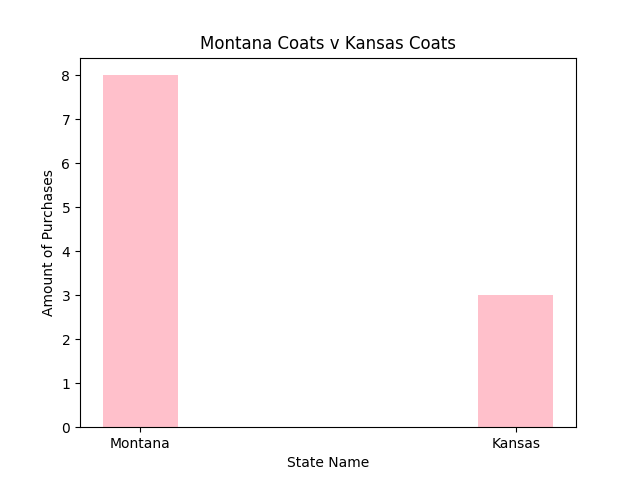 Montana Coats v Kansas Coats
Amount of Purchases
8
7
6
5
4
3
2
1
0
Montana
Kansas
State Name